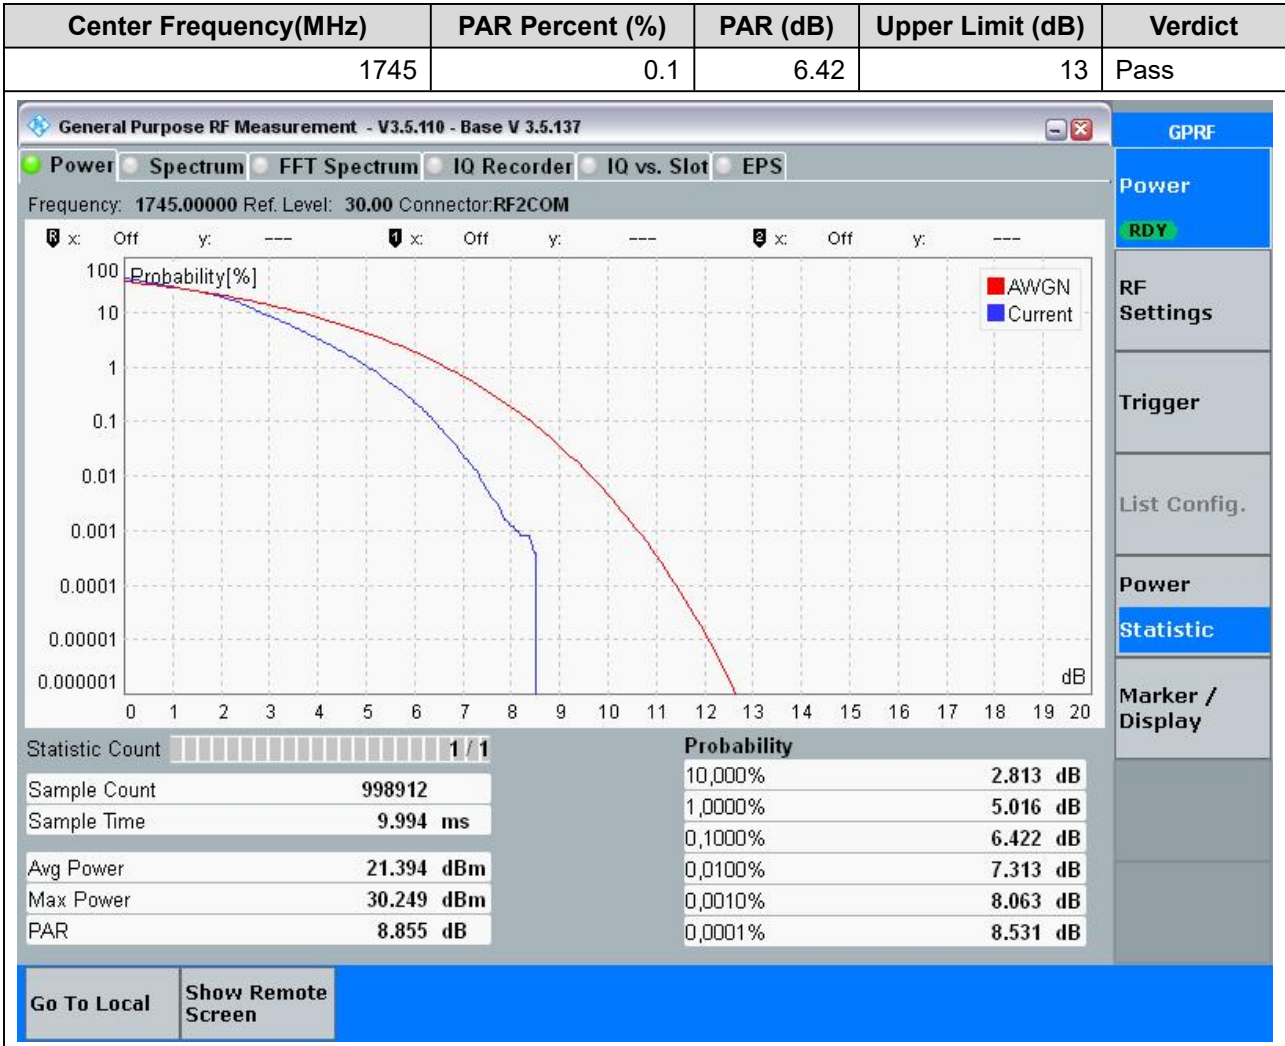 Center Frequency(MHz) PAR Percent (%) PAR (dB) Upper Limit (dB) Verdict
1745 0.1 6.42 13 Pass
General Purpose RF Measurement - V3.5.110 - Base V 3.5.137
GPRF
Power Spectrum FFT Spectrum IQ Recorder IQ vs. Slot EPS
Frequency: 1745.00000 Ref. Level: 30.00 Connector:RF2COM
R x: Off y: --- 1 x: Off y: --- 2 x: Off y: ---
Probability[%]
AWGN
Current
100
10
1
0.1
0.01
0.001
0.0001
0.00001
0.000001
dB
0 1 2 3 4 5 6 7 8 9 10 11 12 13 14 15 16 17 18 19 20
Statistic Count 1 / 1
Sample Count 998912
Sample Time 9.994 ms
Avg Power 21.394 dBm
Max Power 30.249 dBm
PAR 8.855 dB
Probability
10,000% 2.813 dB
1,0000% 5.016 dB
0,1000% 6.422 dB
0,0100% 7.313 dB
0,0010% 8.063 dB
0,0001% 8.531 dB
Power
RDY
RF
Settings
Trigger
List Config.
Power
Statistic
Marker /
Display
Go To Local
Show Remote
Screen